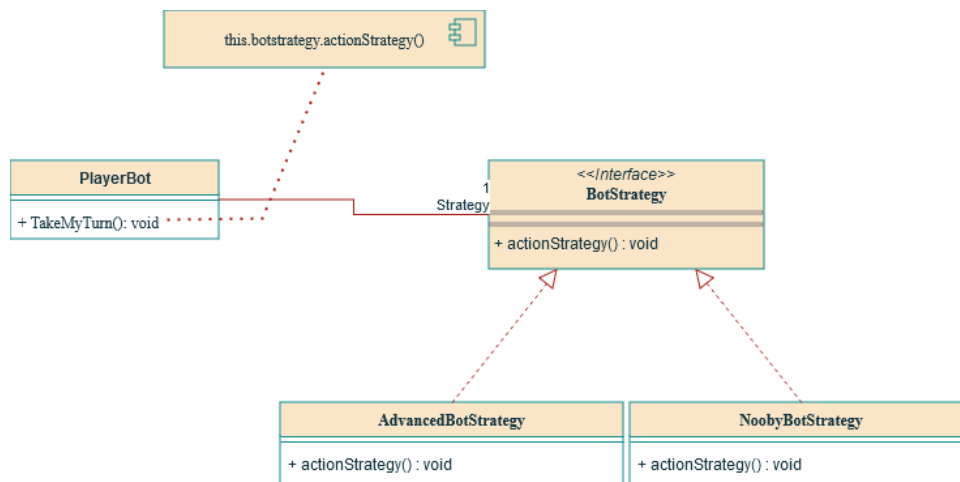 this.botstrategy.actionStrategy()
PlayerBot
+ TakeMyTurn(): void
1
Strategy
<<Interface>>
BotStrategy
+ actionStrategy() : void
AdvancedBotStrategy
+ actionStrategy() : void
NoobyBotStrategy
+ actionStrategy() : void